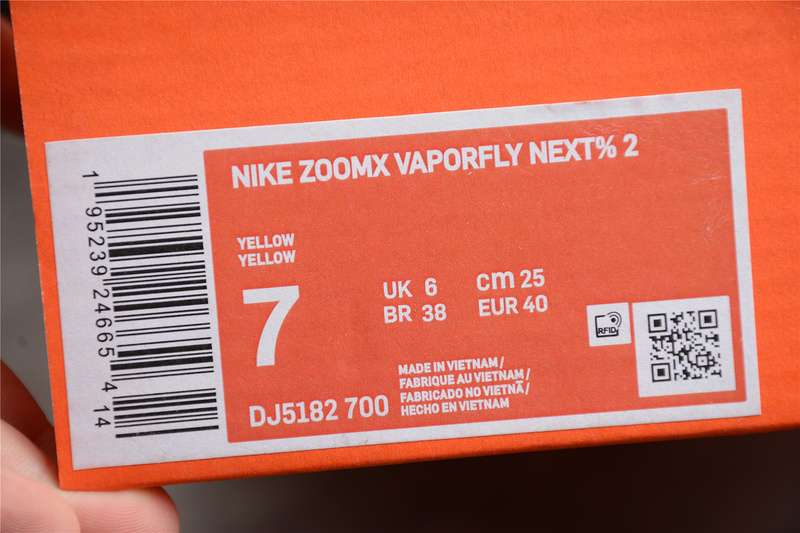 NIKE ZOOMX VAPORFLY NEXT% 2
YELLOW
YELLOW
7
UK 6
cm 25
BR 38
EUR 40
RFID
MADE IN VIETNAM/
FABRIQUE AU VIETNAM/
FABRICADO NO VIETNÃ/
HECHO EN VIETNAM
DJ5182 700
1 95239 24665 4 14